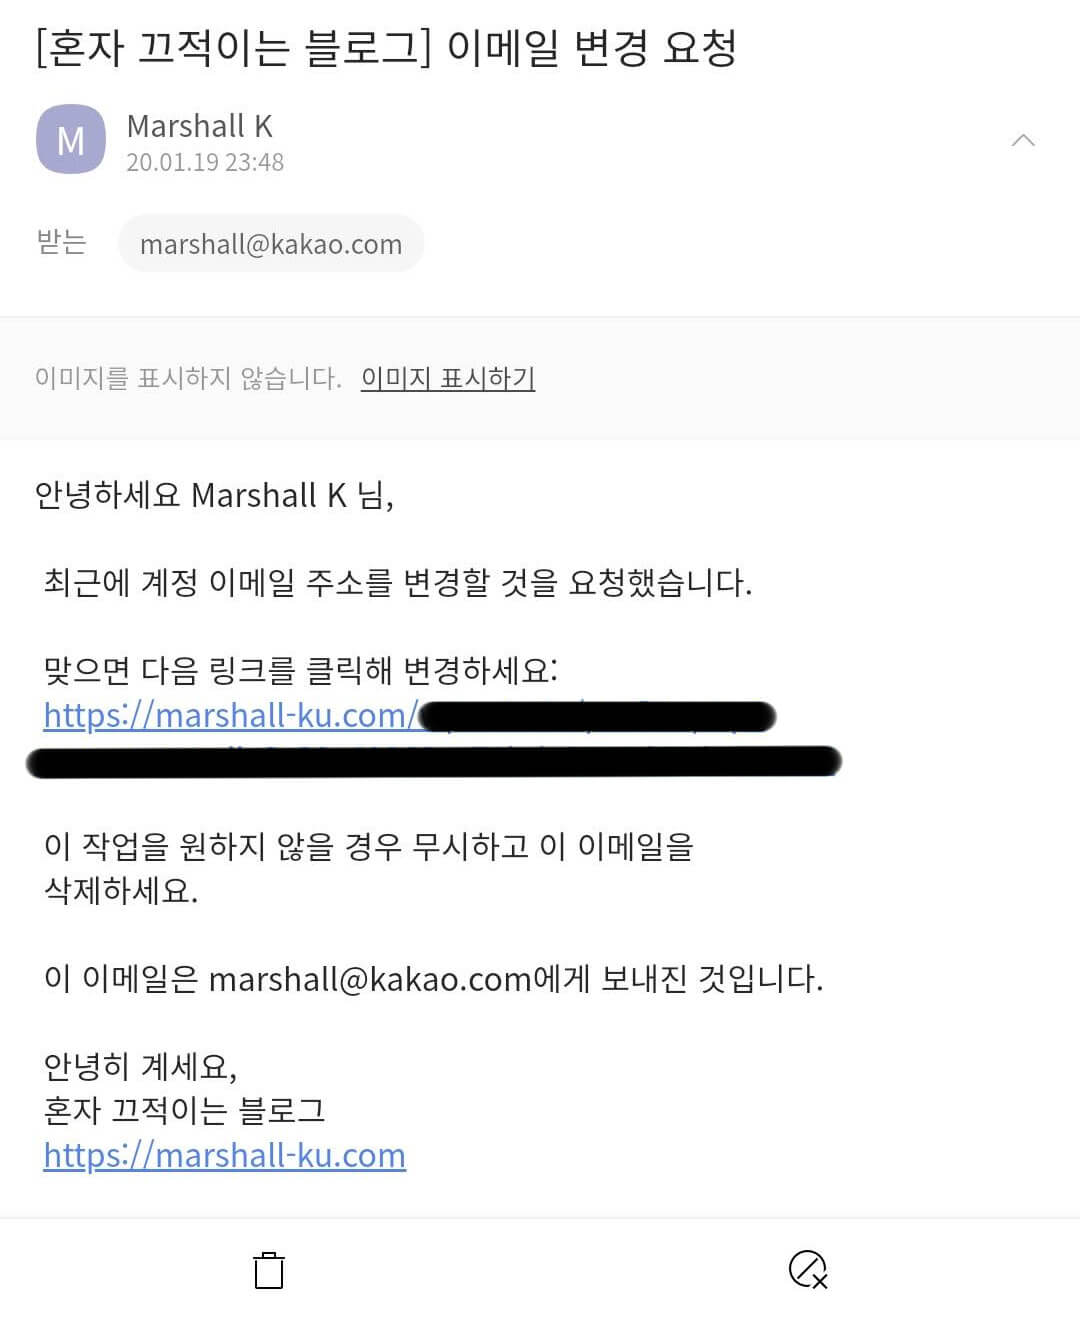 [혼자 끄적이는 블로그] 이메일 변경 요청
M
Marshall K
20.01.19 23:48
받는 marshall@kakao.com
이미지를 표시하지 않습니다. 이미지 표시하기
안녕하세요 Marshall K 님,
최근에 계정 이메일 주소를 변경할 것을 요청했습니다.
맞으면 다음 링크를 클릭해 변경하세요:
https://marshall-ku.com/
이 작업을 원하지 않을 경우 무시하고 이 이메일을
삭제하세요.
이 이메일은 marshall@kakao.com에게 보내진 것입니다.
안녕히 계세요,
혼자 끄적이는 블로그
https://marshall-ku.com